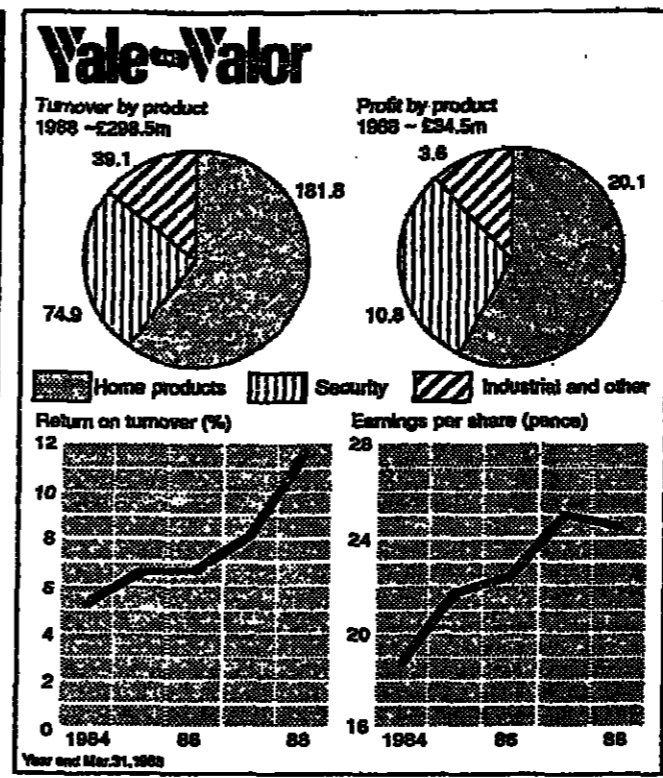 Yale Valor
Turnover by product
1988 ~£298.5m
Profit by product
1988 ~ £34.5m
39.1
181.8
74.9
3.6
20.1
10.8
Home products
Security
Industrial and other
Return on turnover (%)
12
10
8
6
4
2
0
1984
86
88
Earnings per share (pence)
28
24
20
16
1984
86
88
Year end Mar.31,1988